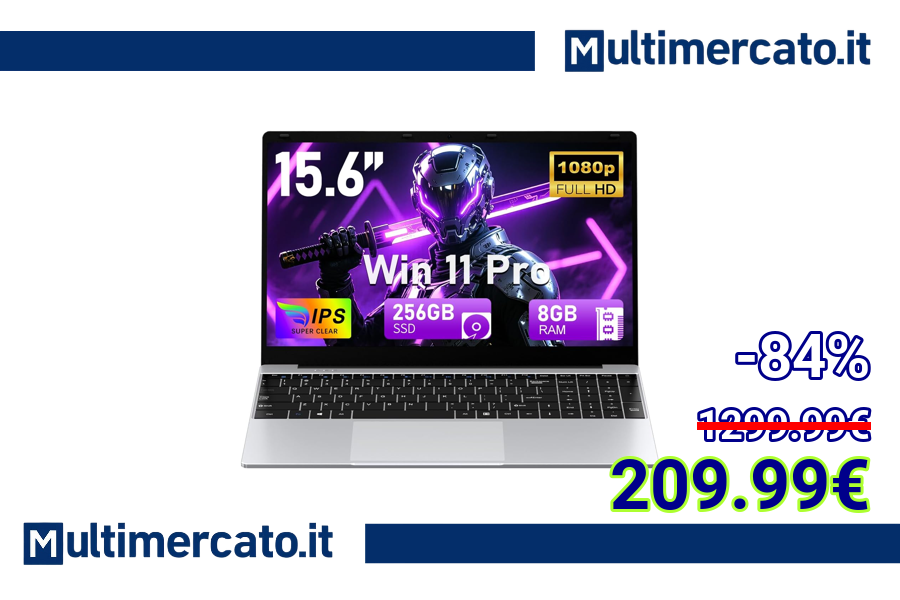 Multimercato.it
15.6”
1080p
FULL HD
Win 11 Pro
IPS
SUPER CLEAR
256GB
SSD
8GB
RAM
-84%
1299.99€
209.99€
Multimercato.it